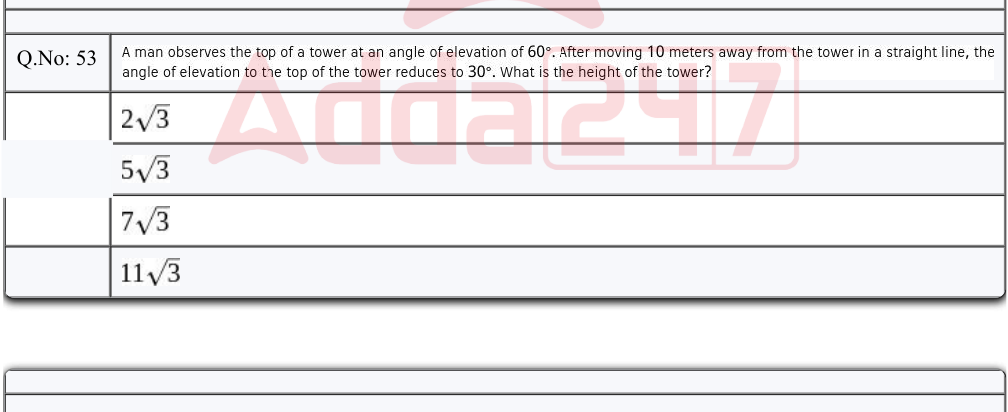 Q.No: 53
A man observes the top of a tower at an angle of elevation of 60°. After moving 10 meters away from the tower in a straight line, the
angle of elevation to the top of the tower reduces to 30°. What is the height of the tower?
2√3
5√3
7√3
11√3
Adda247